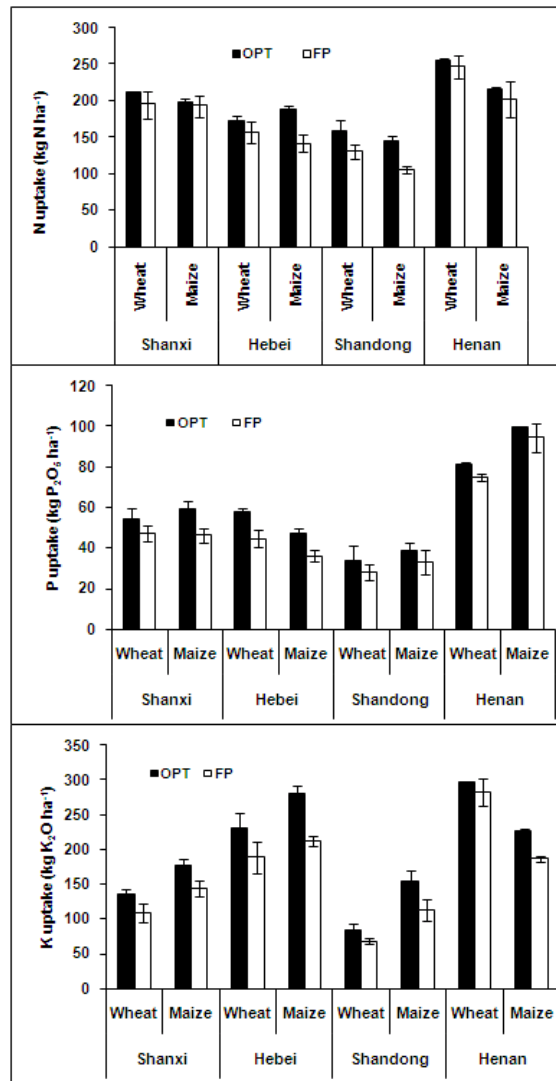 300
250
200
150
100
50
0
N uptake (kg N ha⁻¹)
OPT FP
Wheat Maize Wheat Maize Wheat Maize Wheat Maize
Shanxi Hebei Shandong Henan
120
100
80
60
40
20
0
P uptake (kg P₂O₅ ha⁻¹)
OPT FP
Wheat Maize Wheat Maize Wheat Maize Wheat Maize
Shanxi Hebei Shandong Henan
350
300
250
200
150
100
50
0
K uptake (kg K₂O ha⁻¹)
OPT FP
Wheat Maize Wheat Maize Wheat Maize Wheat Maize
Shanxi Hebei Shandong Henan